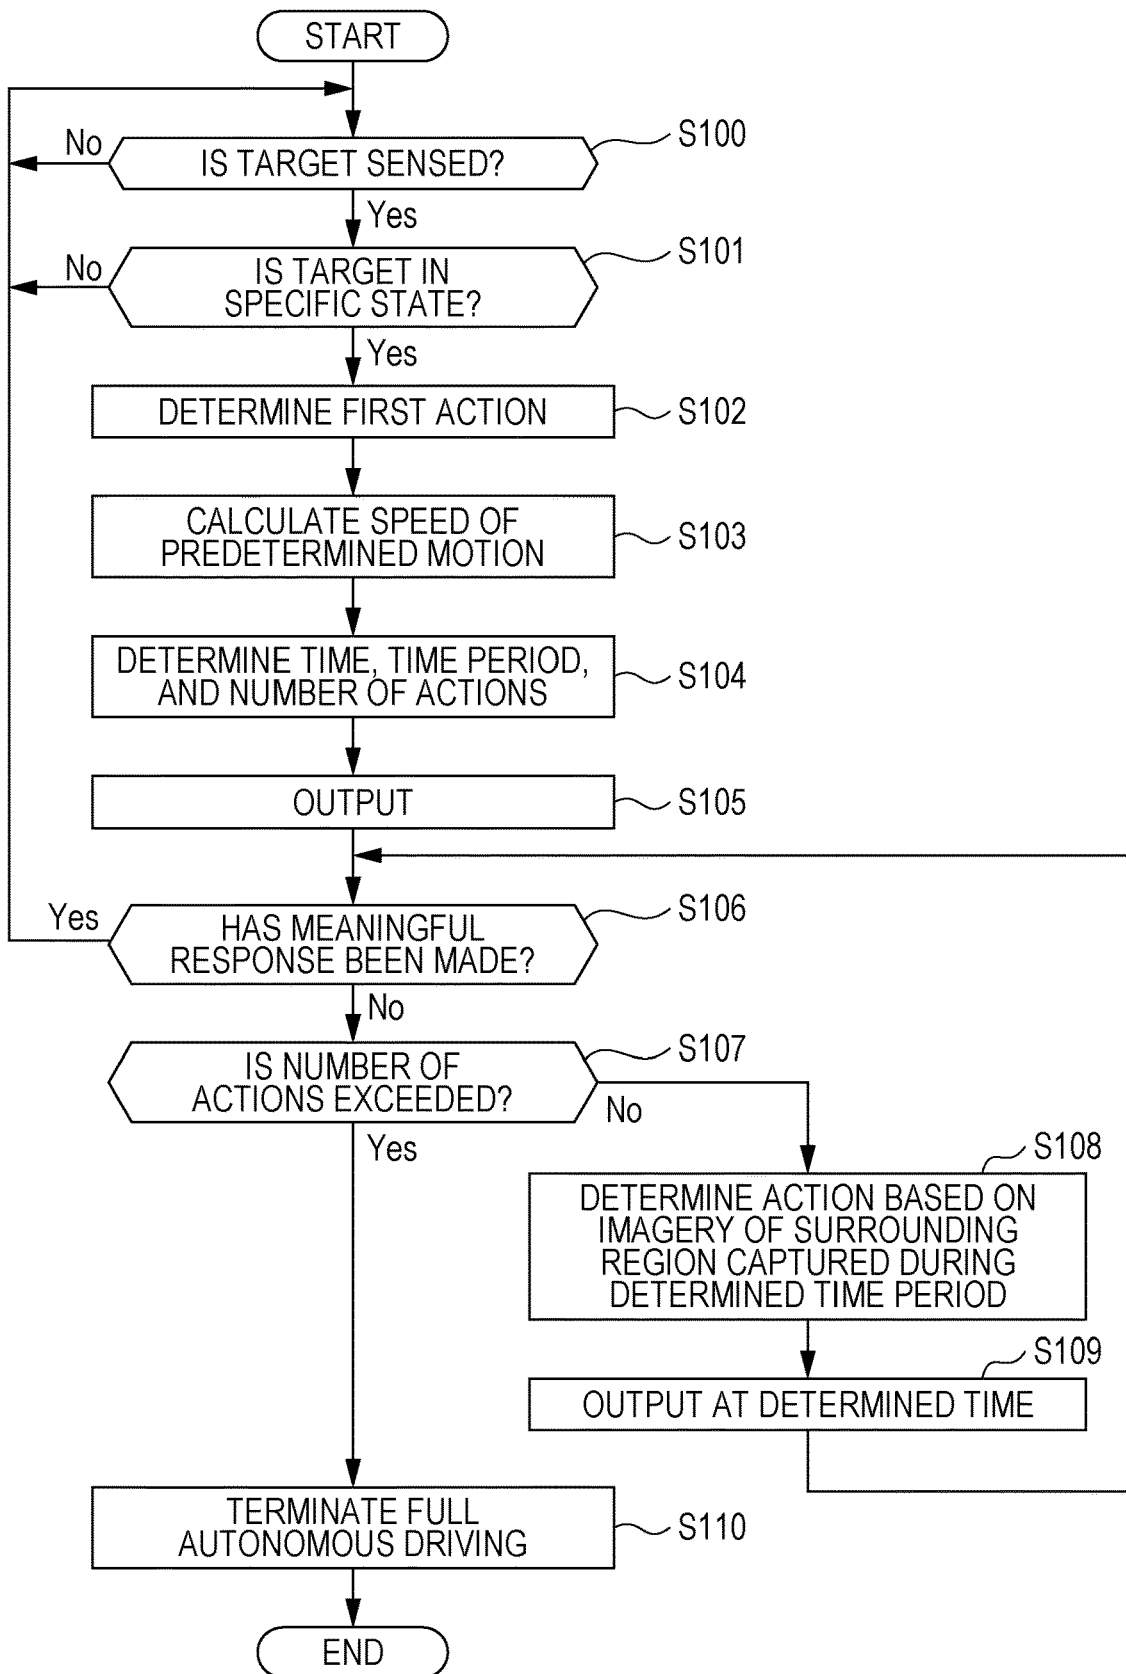 START
No
IS TARGET SENSED?
S100
Yes
No
IS TARGET IN
SPECIFIC STATE?
S101
Yes
DETERMINE FIRST ACTION
S102
CALCULATE SPEED OF
PREDETERMINED MOTION
S103
DETERMINE TIME, TIME PERIOD,
AND NUMBER OF ACTIONS
S104
OUTPUT
S105
Yes
HAS MEANINGFUL
RESPONSE BEEN MADE?
S106
No
IS NUMBER OF
ACTIONS EXCEEDED?
S107
No
Yes
S108
DETERMINE ACTION BASED ON
IMAGERY OF SURROUNDING
REGION CAPTURED DURING
DETERMINED TIME PERIOD
S109
OUTPUT AT DETERMINED TIME
TERMINATE FULL
AUTONOMOUS DRIVING
S110
END